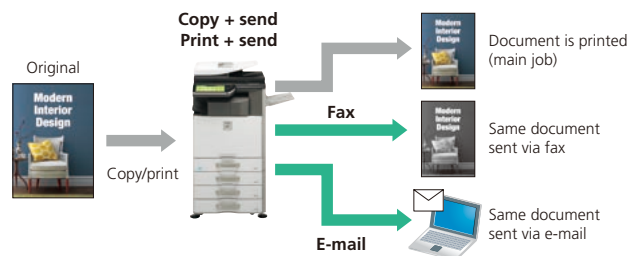 Copy + send
Print + send
Original
Modern
Interior
Design
Copy/print
Modern
Interior
Design
Document is printed
(main job)
Fax
Modern
Interior
Design
Same document
sent via fax
E-mail
Same document
sent via e-mail